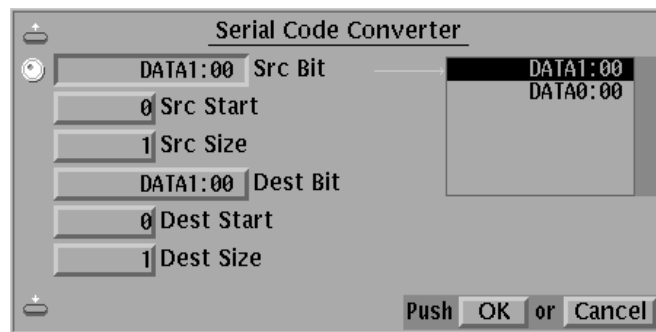 Serial Code Converter
DATA1:00 Src Bit
0 Src Start
1 Src Size
DATA1:00 Dest Bit
0 Dest Start
1 Dest Size
DATA1:00
DATA0:00
Push OK or Cancel